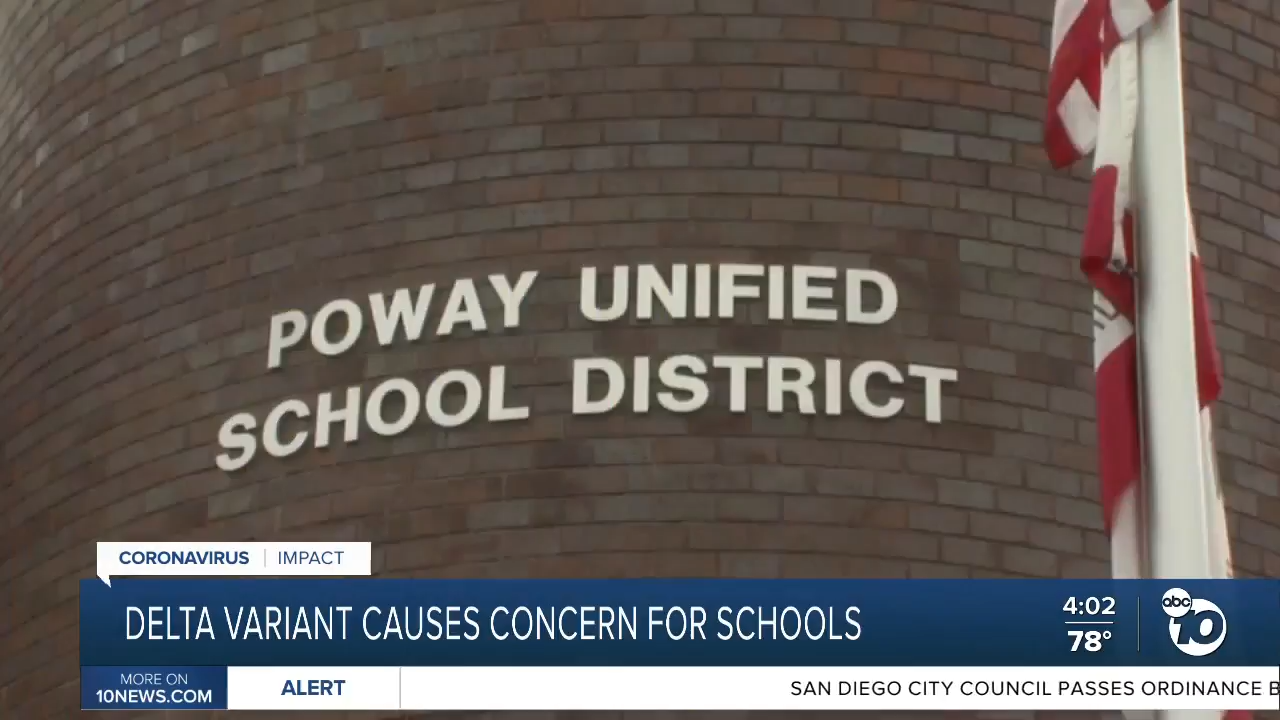 POWAY UNIFIED
SCHOOL DISTRICT
CORONAVIRUS | IMPACT
DELTA VARIANT CAUSES CONCERN FOR SCHOOLS
4:02
78°
abc
10
MORE ON
10NEWS.COM
ALERT
SAN DIEGO CITY COUNCIL PASSES ORDINANCE B